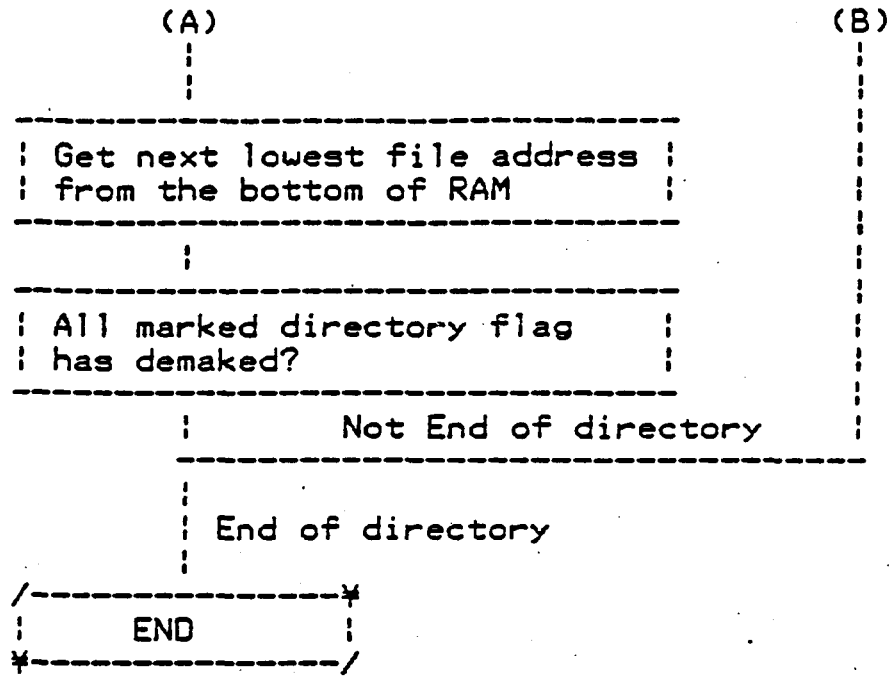 (A) (B)
Get next lowest file address
from the bottom of RAM
All marked directory flag
has demaked?
Not End of directory
End of directory
END